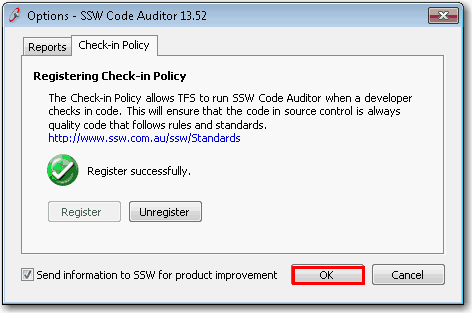 Options - SSW Code Auditor 13.52
Reports
Check-in Policy
Registering Check-in Policy
The Check-in Policy allows TFS to run SSW Code Auditor when a developer
checks in code. This will ensure that the code in source control is always
quality code that follows rules and standards.
http://www.ssw.com.au/ssw/Standards
Register successfully.
Register
Unregister
Send information to SSW for product improvement
OK
Cancel